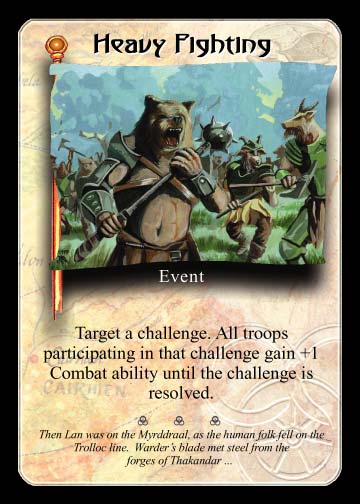 Heavy Fighting
Event
Target a challenge. All troops
participating in that challenge gain +1
Combat ability until the challenge is
resolved.
Then Lan was on the Myrddraal, as the human folk fell on the
Trolloc line. Warder's blade met steel from the
forges of Thakandar ...